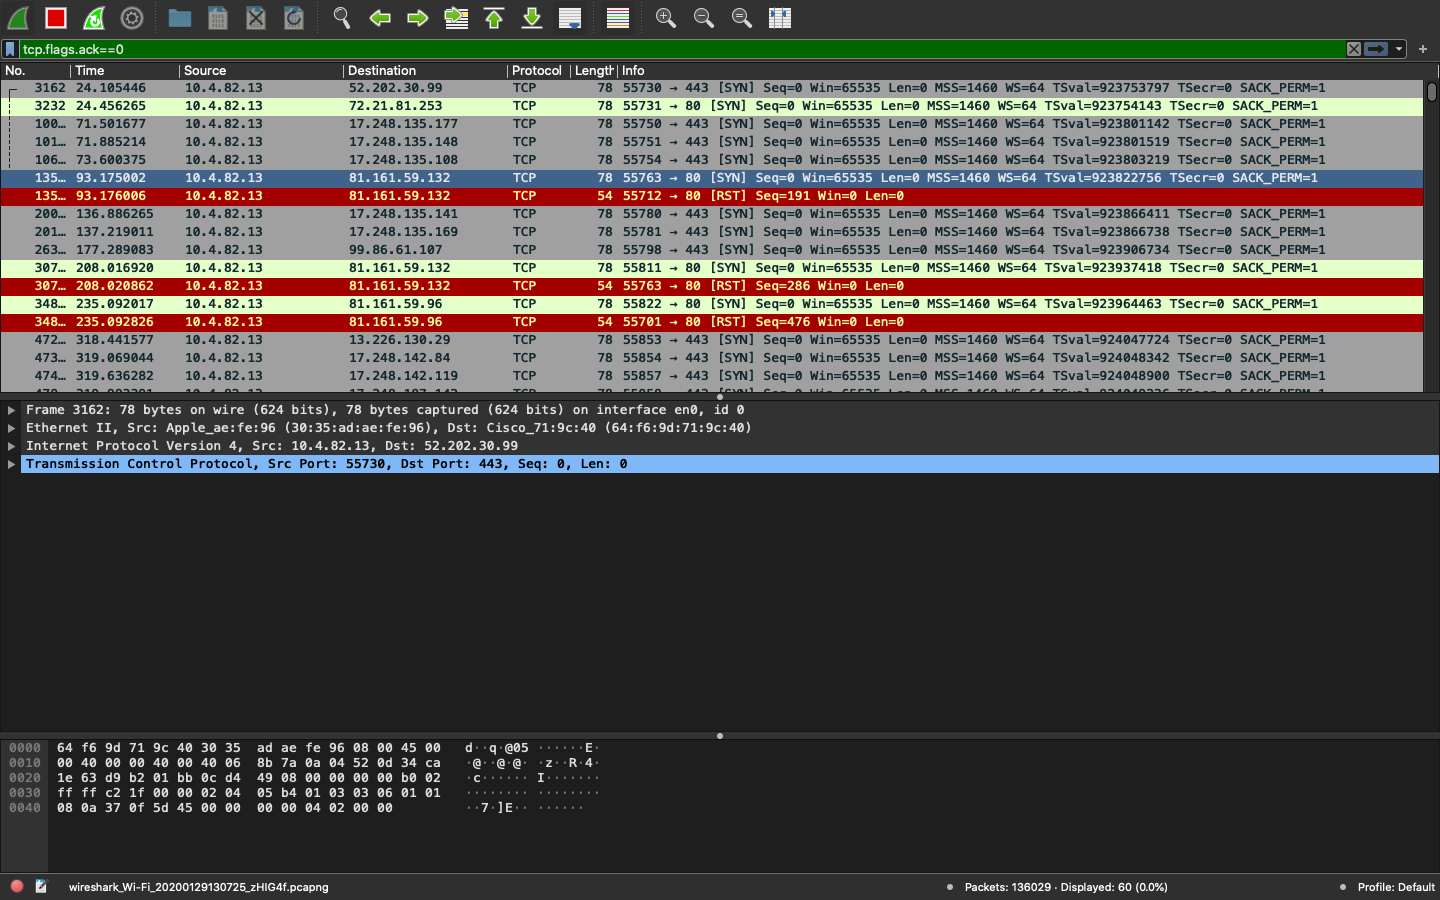 tcp.flags.ack==0
No. Time Source Destination Protocol Length Info
3162 24.105446 10.4.82.13 52.202.30.99 TCP 78 55730 → 443 [SYN] Seq=0 Win=65535 Len=0 MSS=1460 WS=64 TSval=923753797 TSecr=0 SACK_PERM=1
3232 24.456265 10.4.82.13 72.21.81.253 TCP 78 55731 → 80 [SYN] Seq=0 Win=65535 Len=0 MSS=1460 WS=64 TSval=923754143 TSecr=0 SACK_PERM=1
100… 71.501677 10.4.82.13 17.248.135.177 TCP 78 55750 → 443 [SYN] Seq=0 Win=65535 Len=0 MSS=1460 WS=64 TSval=923801142 TSecr=0 SACK_PERM=1
101… 71.885214 10.4.82.13 17.248.135.148 TCP 78 55751 → 443 [SYN] Seq=0 Win=65535 Len=0 MSS=1460 WS=64 TSval=923801519 TSecr=0 SACK_PERM=1
106… 73.600375 10.4.82.13 17.248.135.108 TCP 78 55754 → 443 [SYN] Seq=0 Win=65535 Len=0 MSS=1460 WS=64 TSval=923803219 TSecr=0 SACK_PERM=1
135… 93.175002 10.4.82.13 81.161.59.132 TCP 78 55763 → 80 [SYN] Seq=0 Win=65535 Len=0 MSS=1460 WS=64 TSval=923822756 TSecr=0 SACK_PERM=1
135… 93.176006 10.4.82.13 81.161.59.132 TCP 54 55712 → 80 [RST] Seq=191 Win=0 Len=0
200… 136.886265 10.4.82.13 17.248.135.141 TCP 78 55780 → 443 [SYN] Seq=0 Win=65535 Len=0 MSS=1460 WS=64 TSval=923866411 TSecr=0 SACK_PERM=1
201… 137.219011 10.4.82.13 17.248.135.169 TCP 78 55781 → 443 [SYN] Seq=0 Win=65535 Len=0 MSS=1460 WS=64 TSval=923866738 TSecr=0 SACK_PERM=1
263… 177.289083 10.4.82.13 99.86.61.107 TCP 78 55798 → 443 [SYN] Seq=0 Win=65535 Len=0 MSS=1460 WS=64 TSval=923906734 TSecr=0 SACK_PERM=1
307… 208.016920 10.4.82.13 81.161.59.132 TCP 78 55811 → 80 [SYN] Seq=0 Win=65535 Len=0 MSS=1460 WS=64 TSval=923937418 TSecr=0 SACK_PERM=1
307… 208.020862 10.4.82.13 81.161.59.132 TCP 54 55763 → 80 [RST] Seq=286 Win=0 Len=0
348… 235.092017 10.4.82.13 81.161.59.96 TCP 78 55822 → 80 [SYN] Seq=0 Win=65535 Len=0 MSS=1460 WS=64 TSval=923964463 TSecr=0 SACK_PERM=1
348… 235.092826 10.4.82.13 81.161.59.96 TCP 54 55701 → 80 [RST] Seq=476 Win=0 Len=0
472… 318.441577 10.4.82.13 13.226.130.29 TCP 78 55853 → 443 [SYN] Seq=0 Win=65535 Len=0 MSS=1460 WS=64 TSval=924047724 TSecr=0 SACK_PERM=1
473… 319.069044 10.4.82.13 17.248.142.84 TCP 78 55854 → 443 [SYN] Seq=0 Win=65535 Len=0 MSS=1460 WS=64 TSval=924048342 TSecr=0 SACK_PERM=1
474… 319.636282 10.4.82.13 17.248.142.119 TCP 78 55857 → 443 [SYN] Seq=0 Win=65535 Len=0 MSS=1460 WS=64 TSval=924048900 TSecr=0 SACK_PERM=1
Frame 3162: 78 bytes on wire (624 bits), 78 bytes captured (624 bits) on interface en0, id 0
Ethernet II, Src: Apple_ae:fe:96 (30:35:ad:ae:fe:96), Dst: Cisco_71:9c:40 (64:f6:9d:71:9c:40)
Internet Protocol Version 4, Src: 10.4.82.13, Dst: 52.202.30.99
Transmission Control Protocol, Src Port: 55730, Dst Port: 443, Seq: 0, Len: 0
0000 64 f6 9d 71 9c 40 30 35 ad ae fe 96 08 00 45 00 d··q·@05 ······E·
0010 00 40 00 00 40 00 40 06 8b 7a 0a 04 52 0d 34 ca ·@··@·@· ·z··R·4·
0020 1e 63 d9 b2 01 bb 0c d4 49 08 00 00 00 00 b0 02 ·c······ I·······
0030 ff ff c2 1f 00 00 02 04 05 b4 01 03 03 06 01 01 ········ ········
0040 08 0a 37 0f 5d 45 00 00 00 00 04 02 00 00 ··7·]E·· ······
wireshark_Wi-Fi_20200129130725_zHIG4f.pcapng
Packets: 136029 · Displayed: 60 (0.0%)
Profile: Default